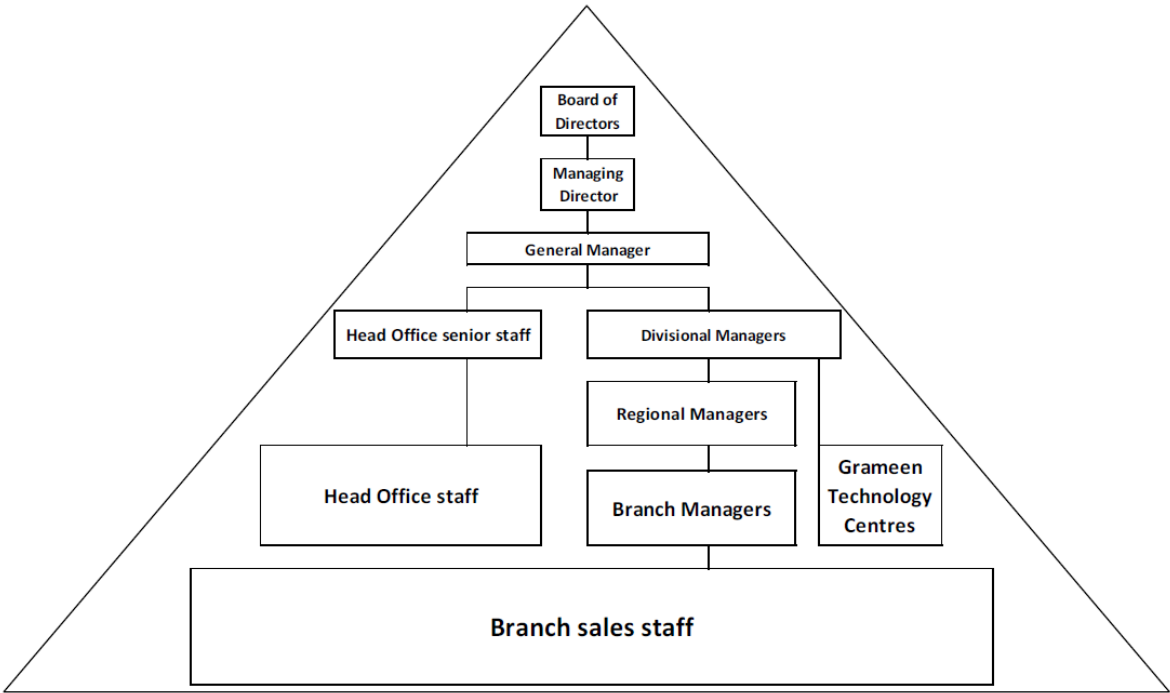 Board of
Directors
Managing
Director
General Manager
Head Office senior staff
Divisional Managers
Regional Managers
Head Office staff
Branch Managers
Grameen
Technology
Centres
Branch sales staff